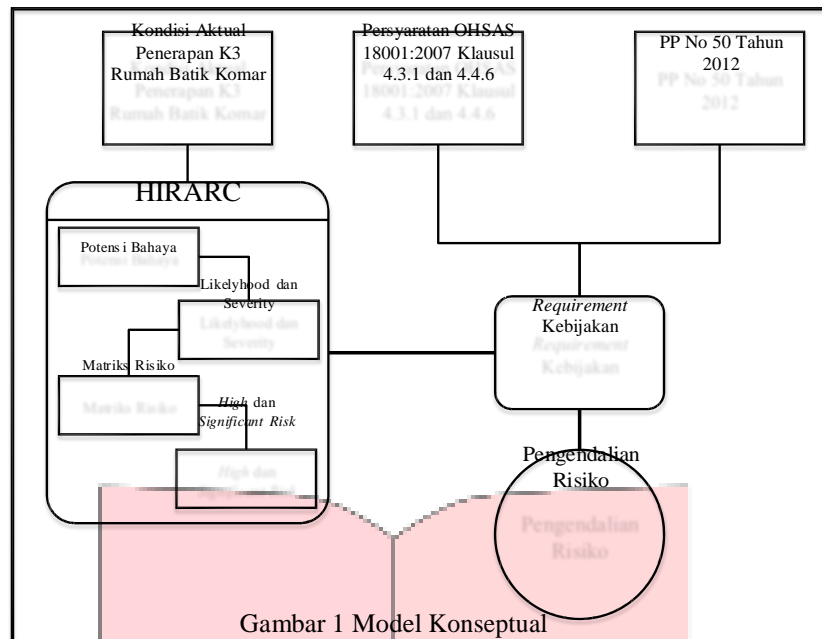 Kondisi Aktual
Penerapan K3
Rumah Batik Komar
Persyaratan OHSAS
18001:2007 Klausul
4.3.1 dan 4.4.6
PP No 50 Tahun
2012
HIRARC
Potensi Bahaya
Likelyhood dan
Severity
Matriks Risiko
High dan
Significant Risk
Requirement
Kebijakan
Pengendalian
Risiko
Gambar 1 Model Konseptual